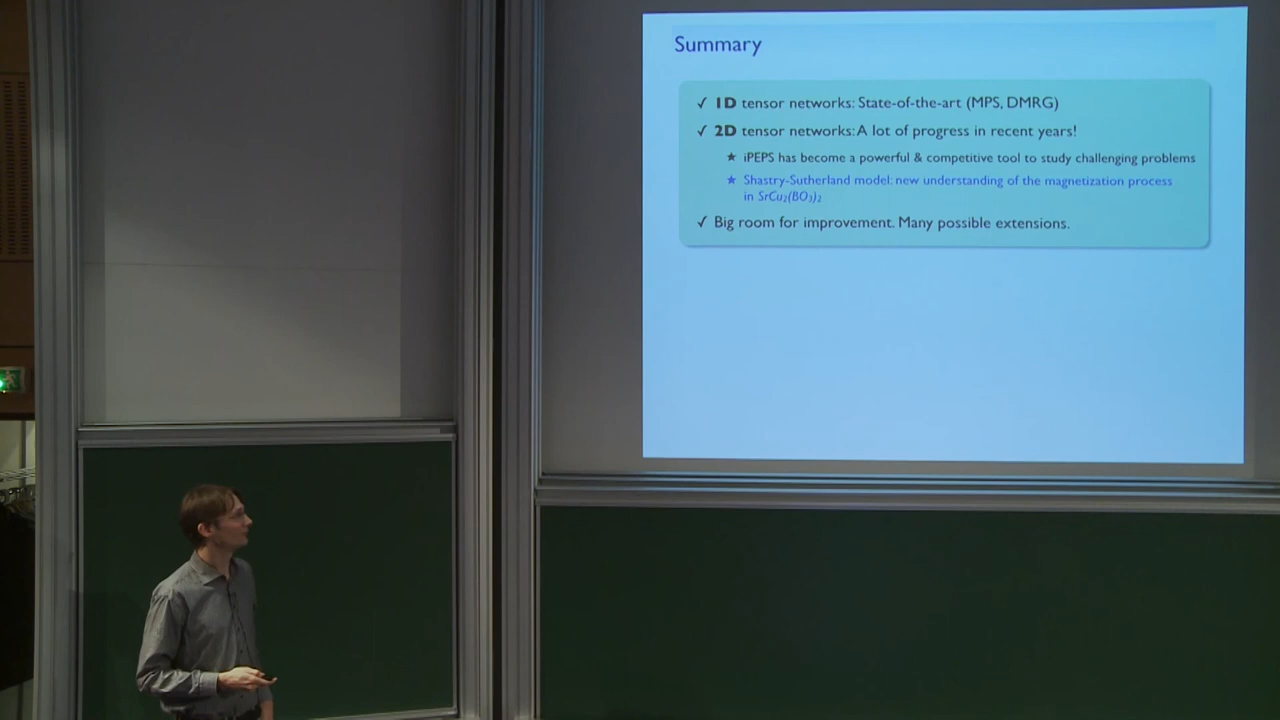 Summary
✓ 1D tensor networks: State-of-the-art (MPS, DMRG)
✓ 2D tensor networks: A lot of progress in recent years!
★ iPEPS has become a powerful & competitive tool to study challenging problems
★ Shastry-Sutherland model: new understanding of the magnetization process
in SrCu₂(BO₃)₂
✓ Big room for improvement. Many possible extensions.